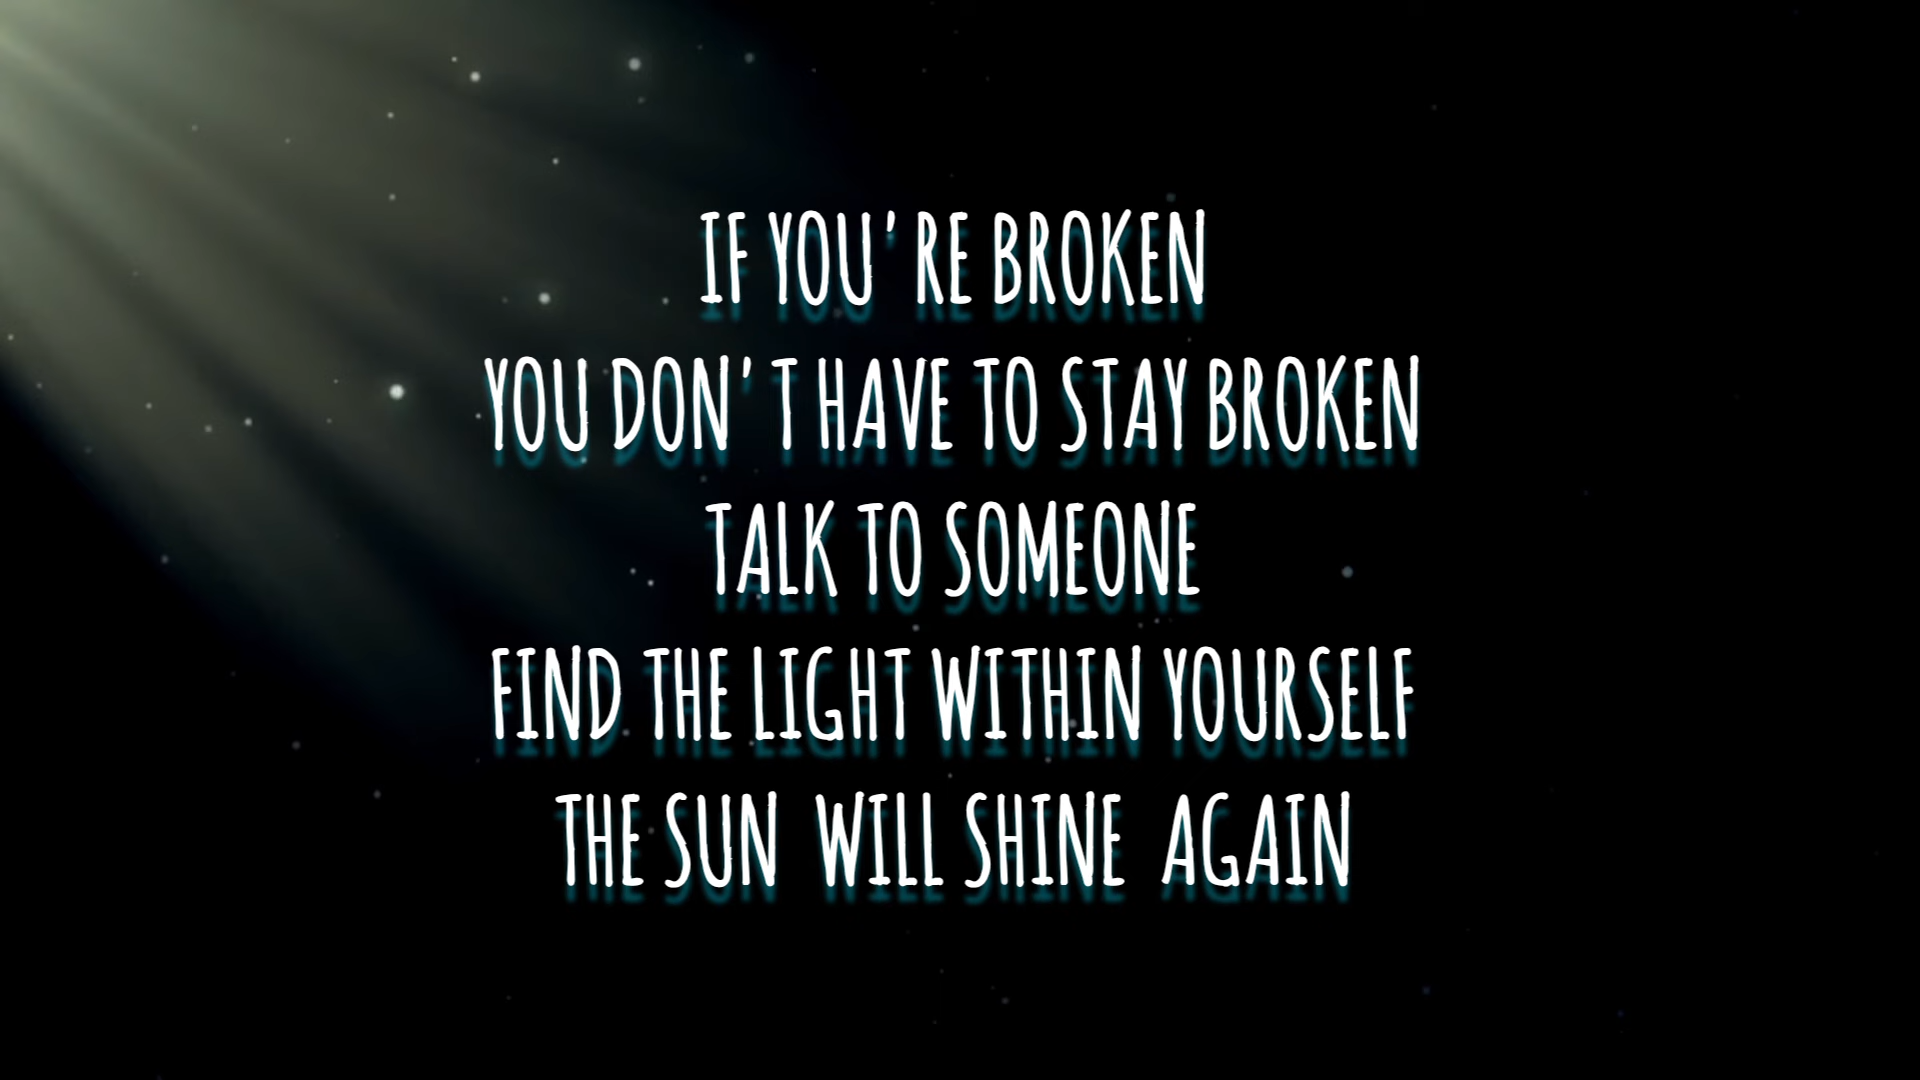 IF YOU'RE BROKEN
YOU DON'T HAVE TO STAY BROKEN
TALK TO SOMEONE
FIND THE LIGHT WITHIN YOURSELF
THE SUN WILL SHINE AGAIN